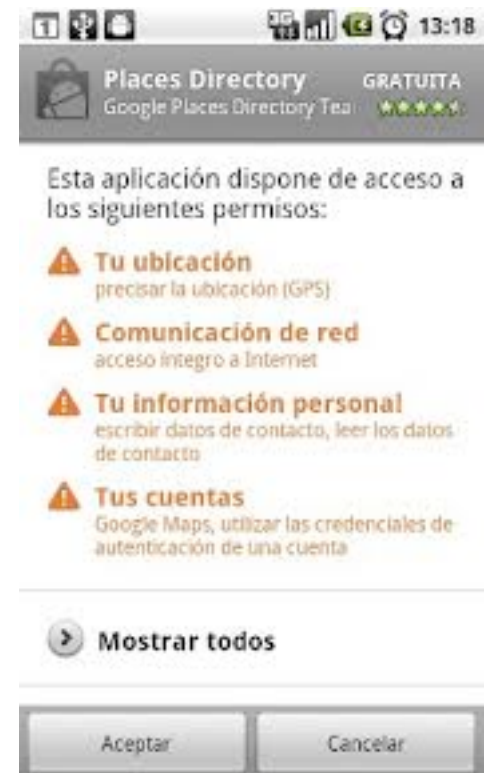 1
13:18
Places Directory GRATUITA
Google Places Directory Tea
Esta aplicación dispone de acceso a
los siguientes permisos:
Tu ubicación
precisar la ubicación (GPS)
Comunicación de red
acceso íntegro a Internet
Tu información personal
escribir datos de contacto, leer los datos
de contacto
Tus cuentas
Google Maps, utilizar las credenciales de
autenticación de una cuenta
Mostrar todos
Aceptar Cancelar